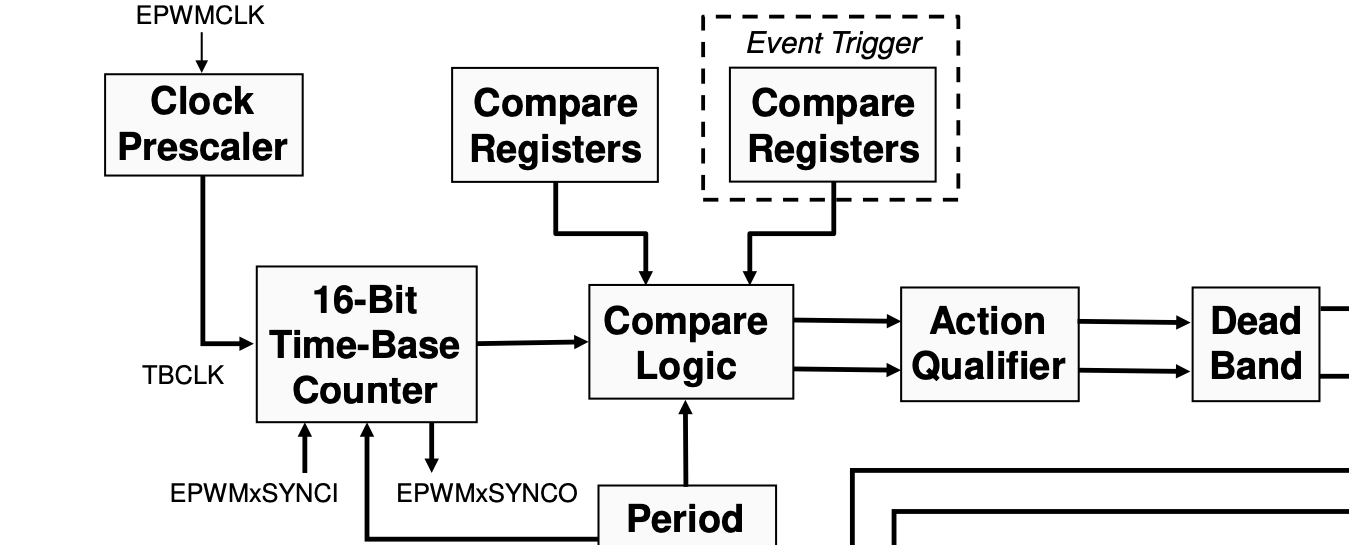 EPWMCLK
Clock
Prescaler
Compare
Registers
Event Trigger
Compare
Registers
TBCLK
16-Bit
Time-Base
Counter
Compare
Logic
Action
Qualifier
Dead
Band
EPWMxSYNCI
EPWMxSYNCO
Period